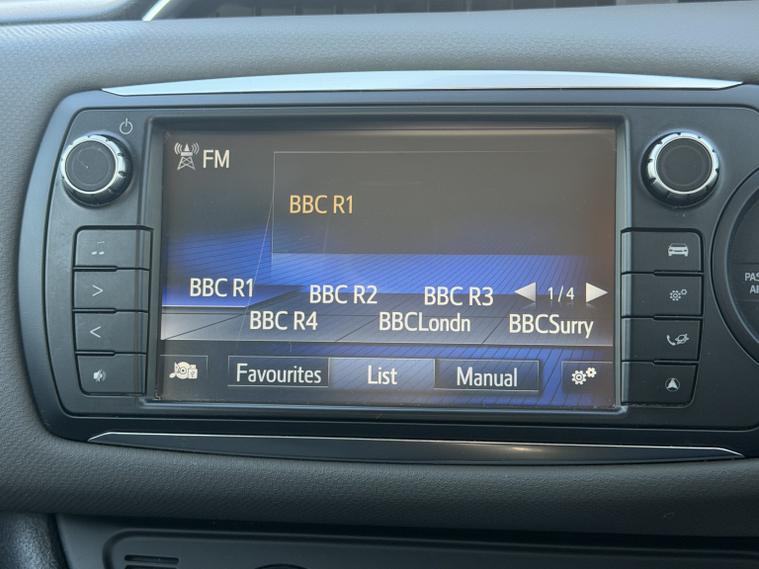 FM
BBC R1
BBC R1
BBC R2
BBC R3
1/4
BBC R4
BBCLondn
BBCSurry
Favourites
List
Manual